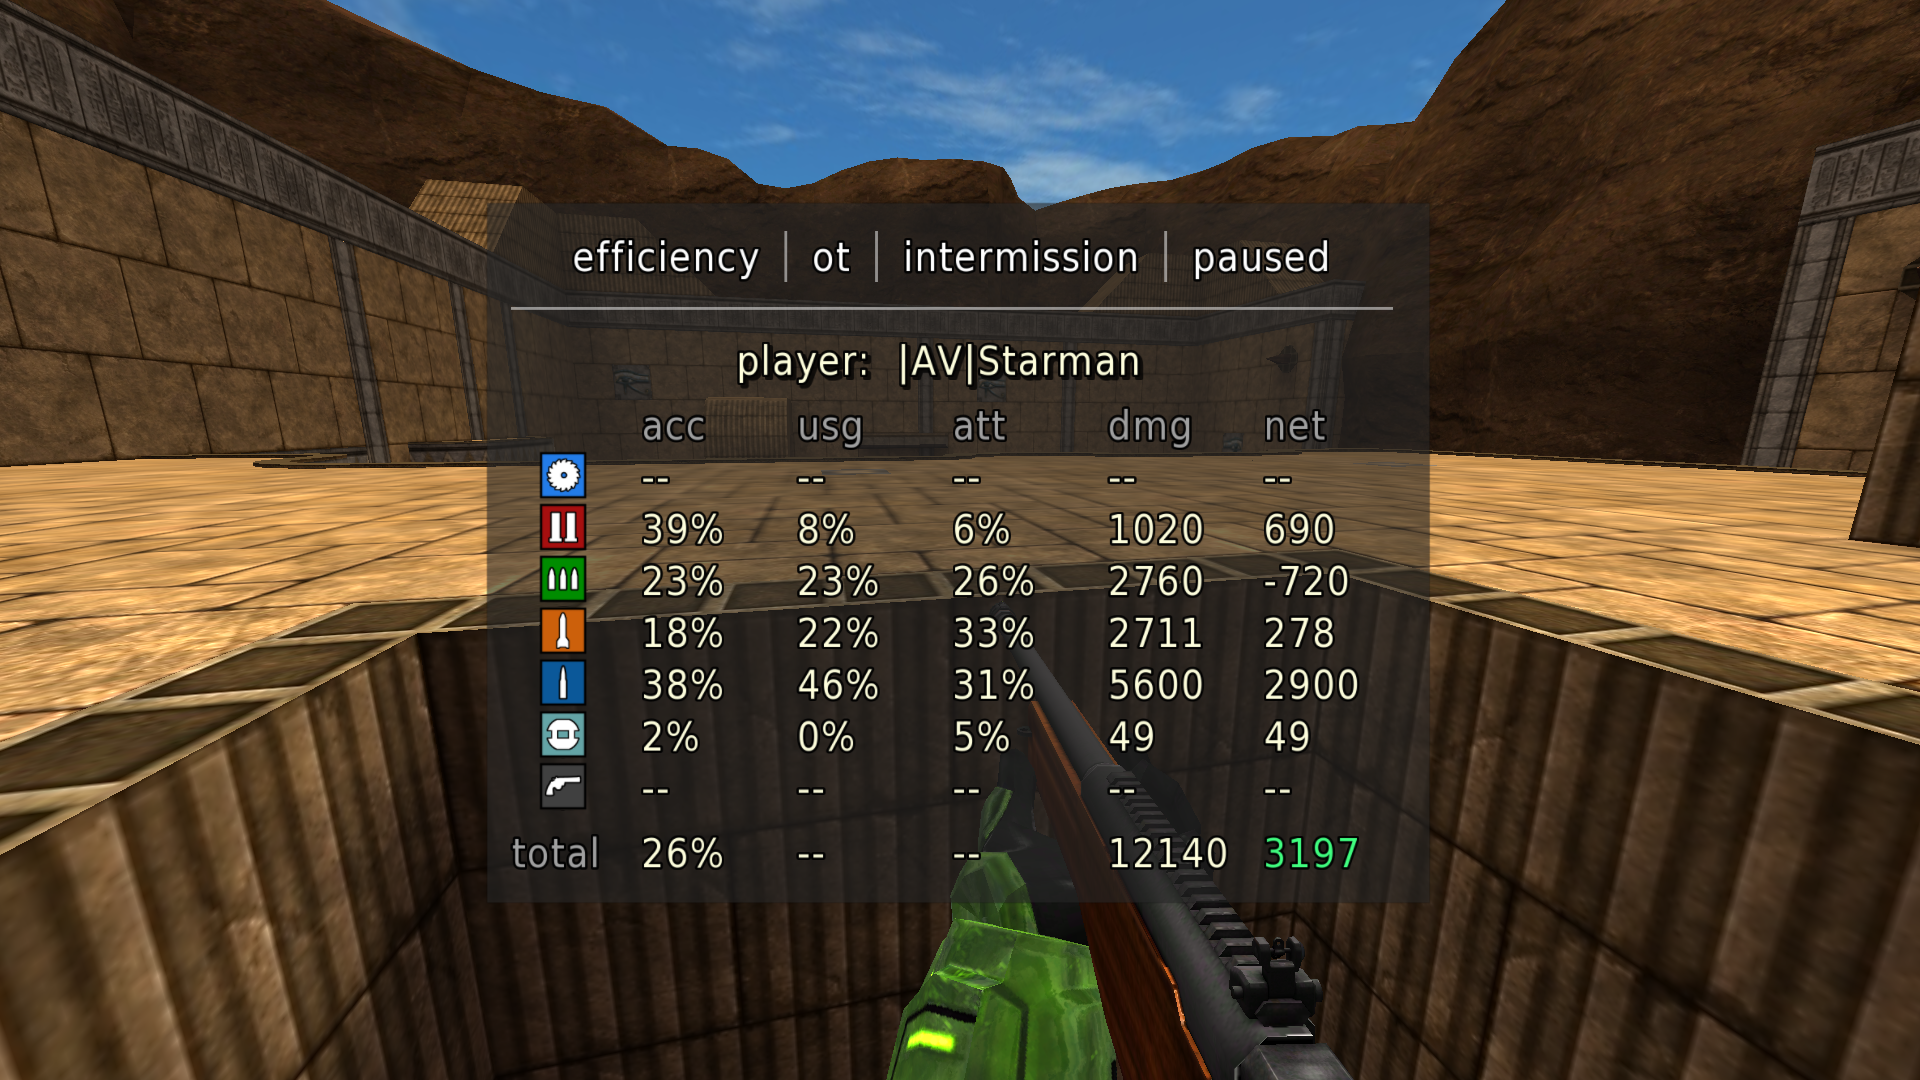 efficiency | ot | intermission | paused
player: |AV|Starman
acc usg att dmg net
-- -- -- -- --
39% 8% 6% 1020 690
23% 23% 26% 2760 -720
18% 22% 33% 2711 278
38% 46% 31% 5600 2900
2% 0% 5% 49 49
-- -- -- -- --
total 26% -- -- 12140 3197